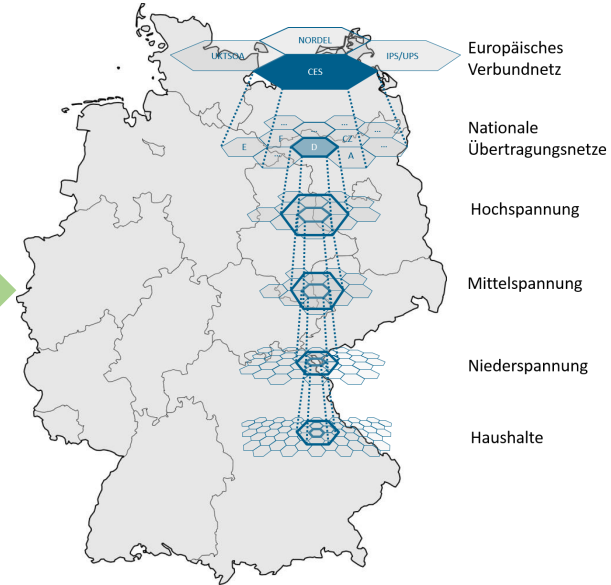 NORDEL
UKTSOA
IPS/UPS
CES
Europäisches
Verbundnetz
...
...
F
CZ
...
E
...
D
A
...
Nationale
Übertragungsnetze
Hochspannung
Mittelspannung
Niederspannung
Haushalte